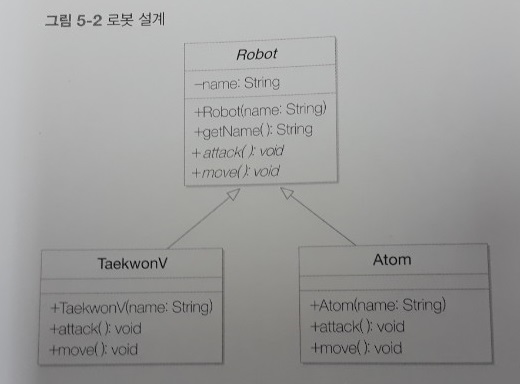 그림 5-2 로봇 설계
Robot
-name: String
+Robot(name: String)
+getName( ): String
+attack( ): void
+move( ): void
TaekwonV
+TaekwonV(name: String)
+attack( ): void
+move( ): void
Atom
+Atom(name: String)
+attack( ): void
+move( ): void